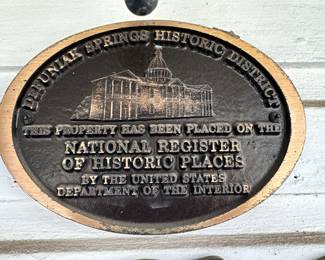 DEFUNIAK SPRINGS HISTORIC DISTRICT
THIS PROPERTY HAS BEEN PLACED ON THE
NATIONAL REGISTER
OF HISTORIC PLACES
BY THE UNITED STATES
DEPARTMENT OF THE INTERIOR